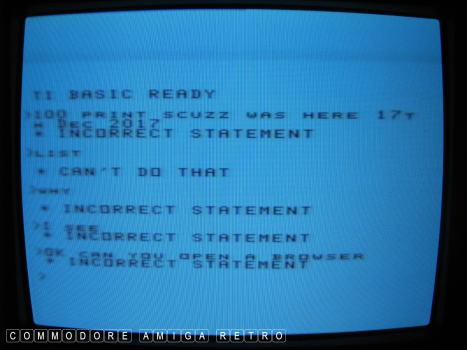 TI BASIC READY
>100 PRINT SCUZZ WAS HERE 17T
H DEC 2017
* INCORRECT STATEMENT
>LIST
* CAN'T DO THAT
>WHY
* INCORRECT STATEMENT
>I SEE
* INCORRECT STATEMENT
>OK CAN YOU OPEN A BROWSER
* INCORRECT STATEMENT
>
COMMODORE AMIGA RETRO